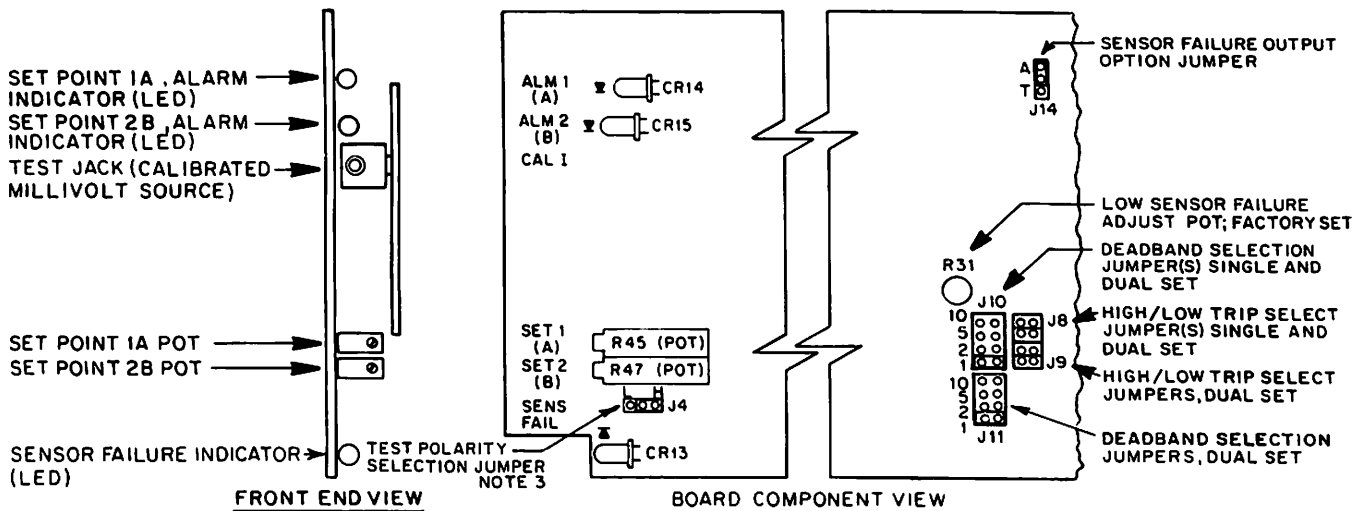 SET POINT 1A , ALARM
INDICATOR (LED)
SET POINT 2B , ALARM
INDICATOR (LED)
TEST JACK (CALIBRATED
MILLIVOLT SOURCE)
SET POINT 1A POT
SET POINT 2B POT
SENSOR FAILURE INDICATOR
(LED)
FRONT END VIEW
ALM 1
(A)
CR14
ALM 2
(B)
CR15
CAL I
SET 1
(A)
R45 (POT)
SET 2
(B)
R47 (POT)
SENS
FAIL
J4
CR13
TEST POLARITY
SELECTION JUMPER
NOTE 3
BOARD COMPONENT VIEW
A
T
J14
SENSOR FAILURE OUTPUT
OPTION JUMPER
LOW SENSOR FAILURE
ADJUST POT; FACTORY SET
R31
DEADBAND SELECTION
JUMPER(S) SINGLE AND
DUAL SET
J10
10
5
2
1
J8
HIGH/LOW TRIP SELECT
JUMPER(S) SINGLE AND
DUAL SET
J9
HIGH/LOW TRIP SELECT
JUMPERS, DUAL SET
10
5
2
1
J11
DEADBAND SELECTION
JUMPERS, DUAL SET